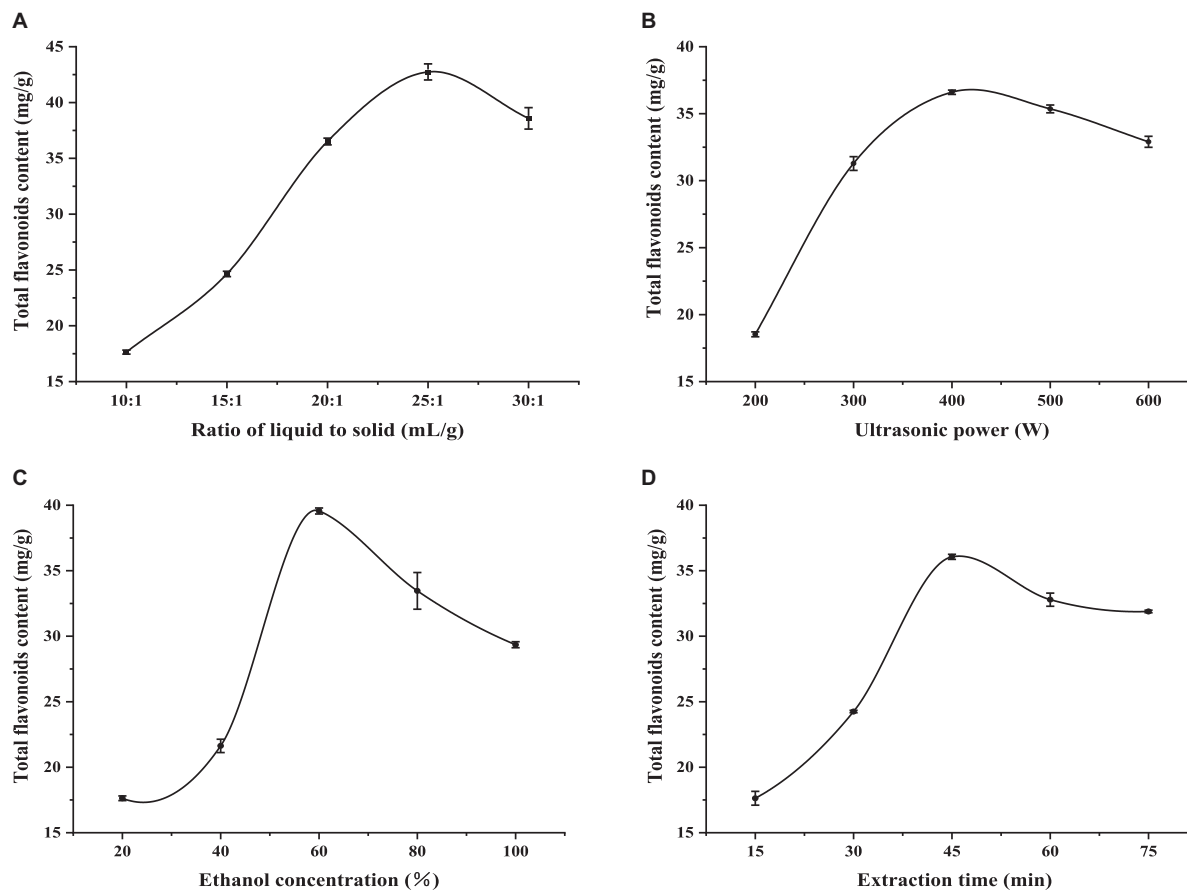 A
Total flavonoids content (mg/g)
45
40
35
30
25
20
15
10:1 15:1 20:1 25:1 30:1
Ratio of liquid to solid (mL/g)
B
Total flavonoids content (mg/g)
40
35
30
25
20
15
200 300 400 500 600
Ultrasonic power (W)
C
Total flavonoids content (mg/g)
40
35
30
25
20
15
20 40 60 80 100
Ethanol concentration (%)
D
Total flavonoids content (mg/g)
40
35
30
25
20
15
15 30 45 60 75
Extraction time (min)